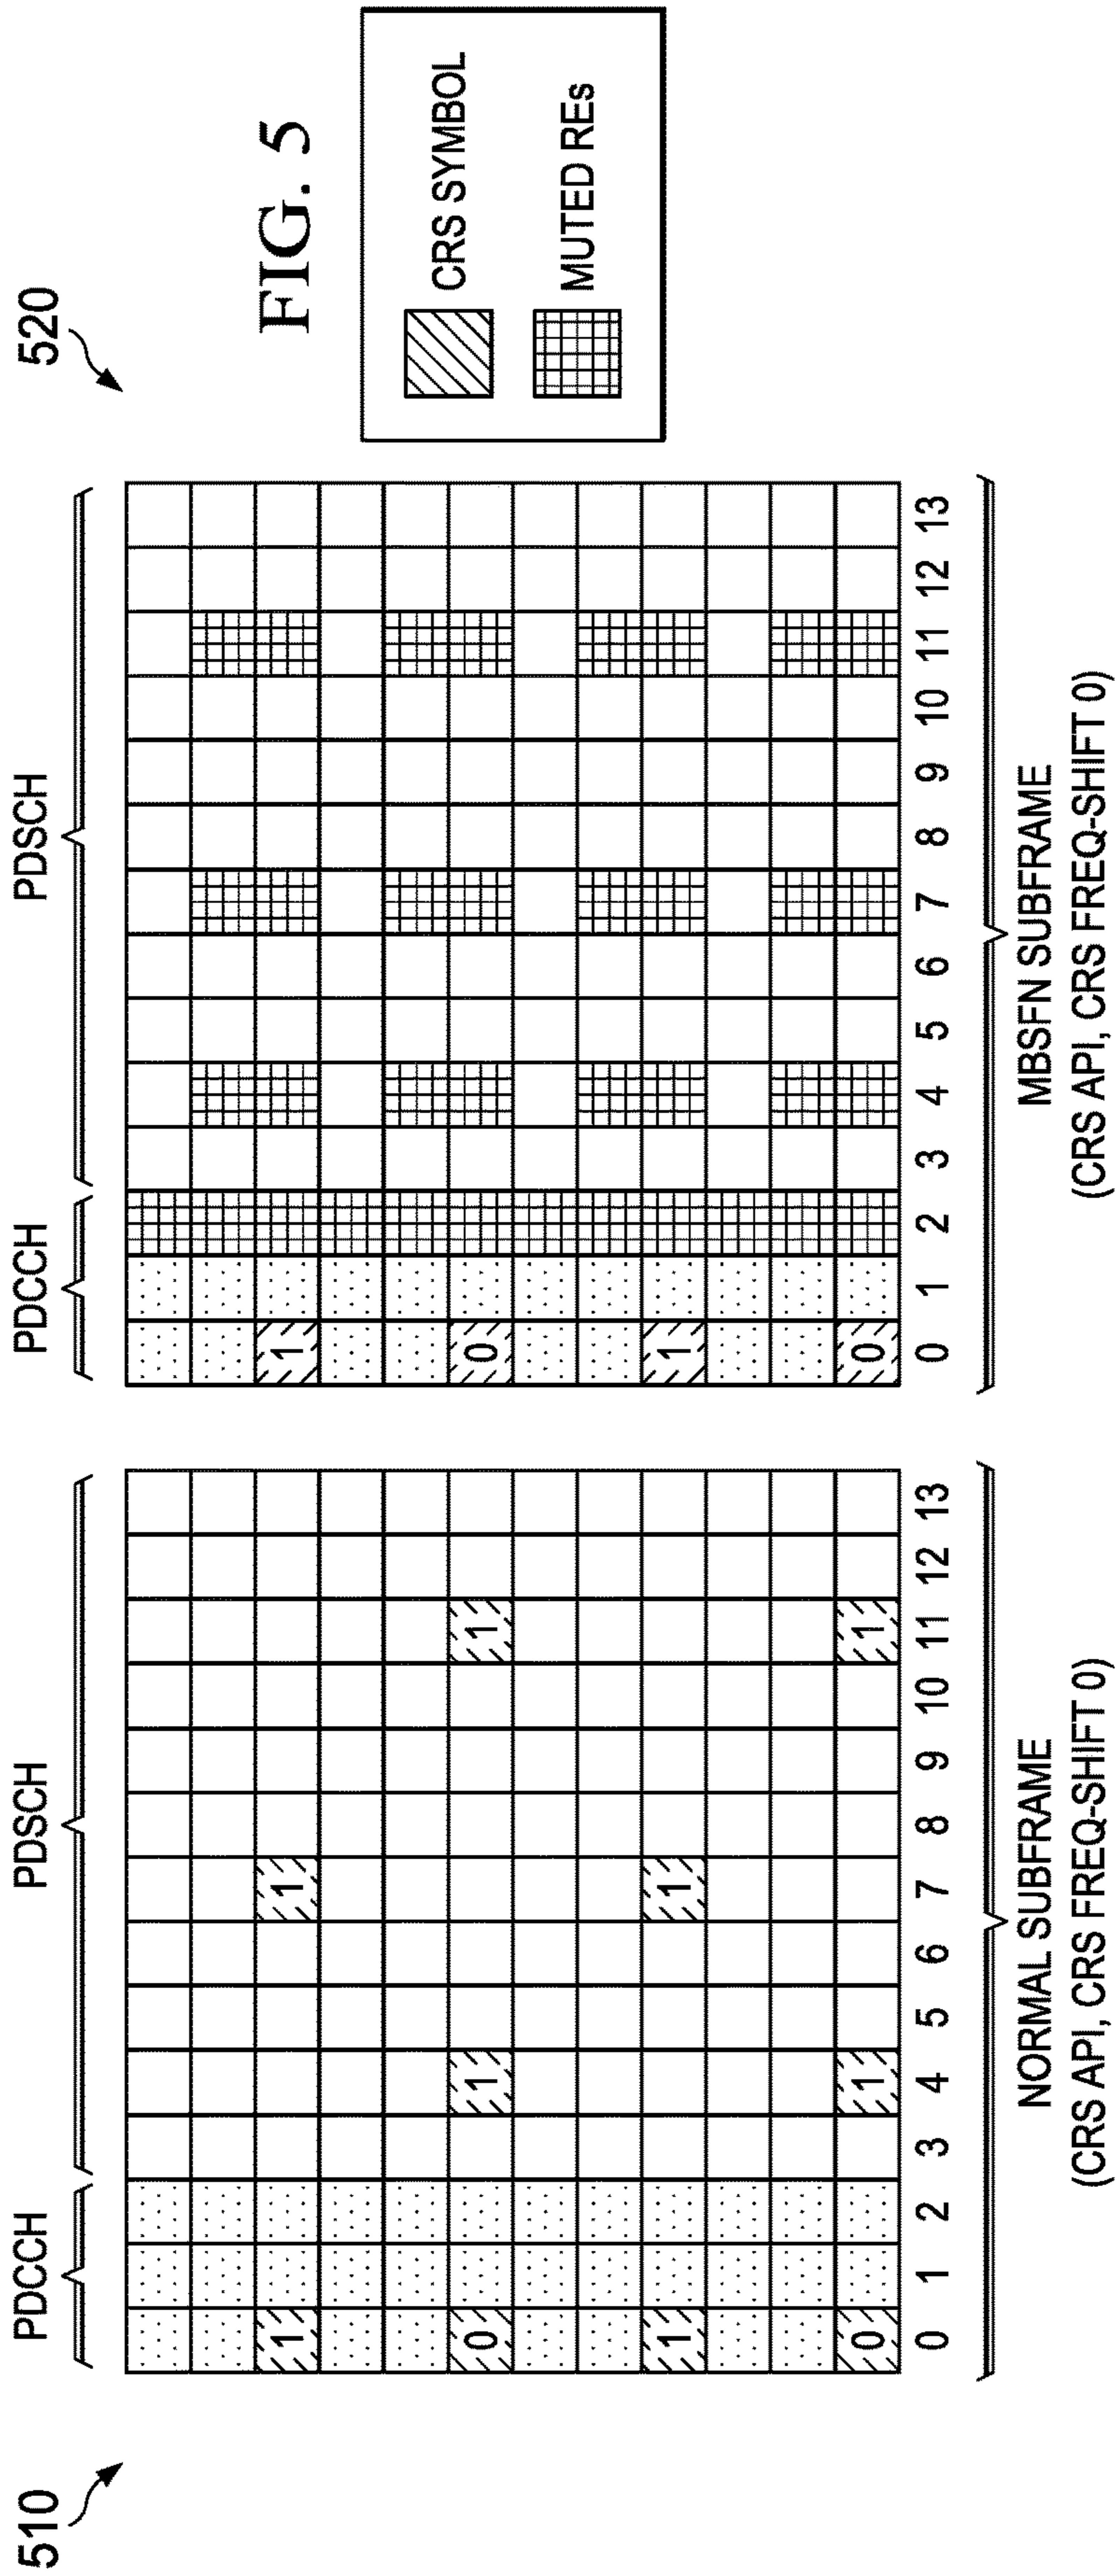 510
PDCCH PDSCH
1 1
0 1 1
1 1
0 1 1
0 1 2 3 4 5 6 7 8 9 10 11 12 13
NORMAL SUBFRAME
(CRS API, CRS FREQ-SHIFT 0)
520
PDCCH PDSCH
1
0
1
0
0 1 2 3 4 5 6 7 8 9 10 11 12 13
MBSFN SUBFRAME
(CRS API, CRS FREQ-SHIFT 0)
FIG. 5
CRS SYMBOL
MUTED REs